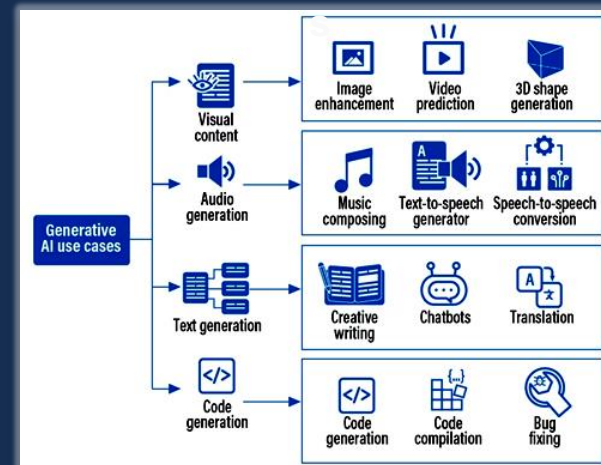 Generative
AI use cases
Visual
content
Image
enhancement
Video
prediction
3D shape
generation
Audio
generation
Music
composing
A
Text-to-speech
generator
Speech-to-speech
conversion
Text generation
Creative
writing
Chatbots
A
文
Translation
</>
Code
generation
</>
Code
generation
{...}
Code
compilation
Bug
fixing